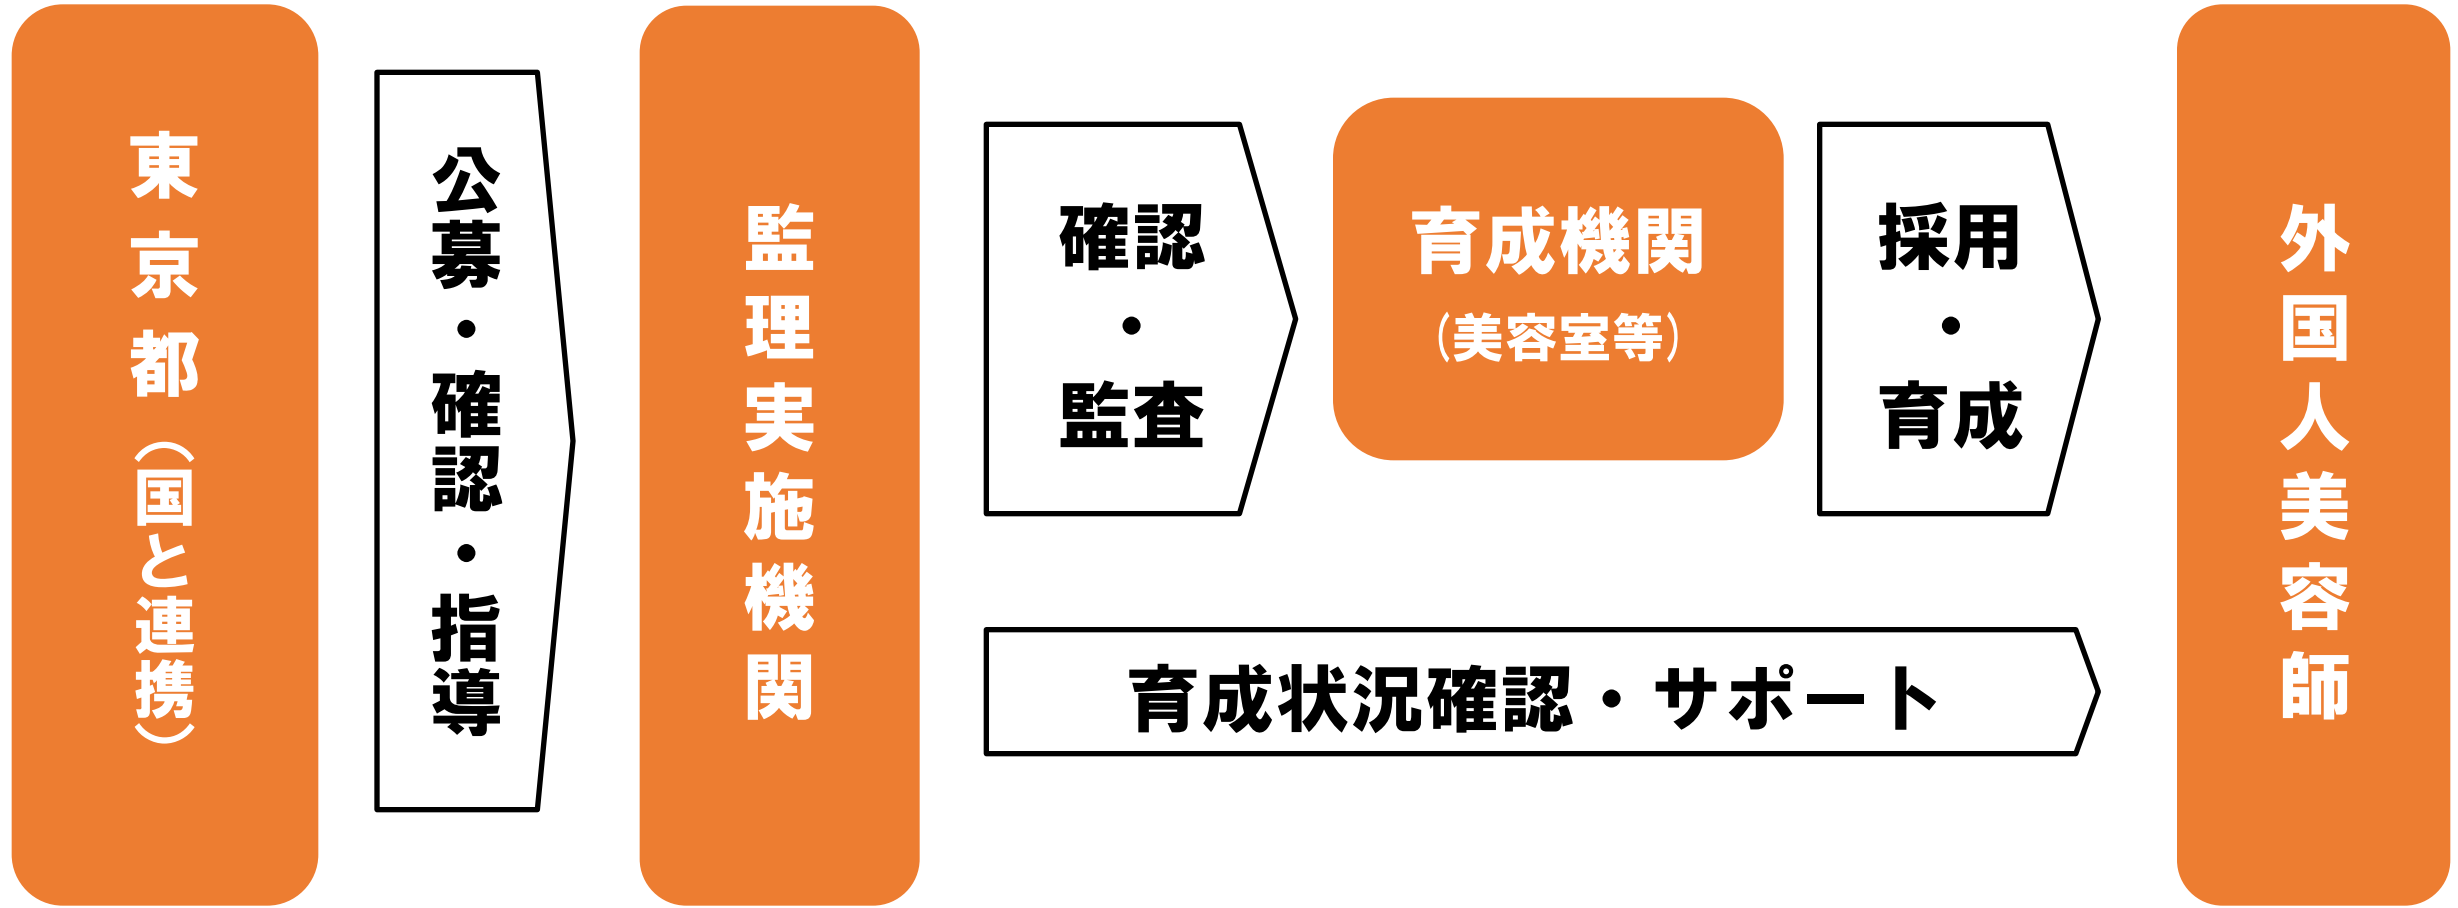 東京都（国と連携）
公募・確認・指導
監理実施機関
確認
・
監査
育成機関
（美容室等）
採用
・
育成
育成状況確認・サポート
外国人美容師